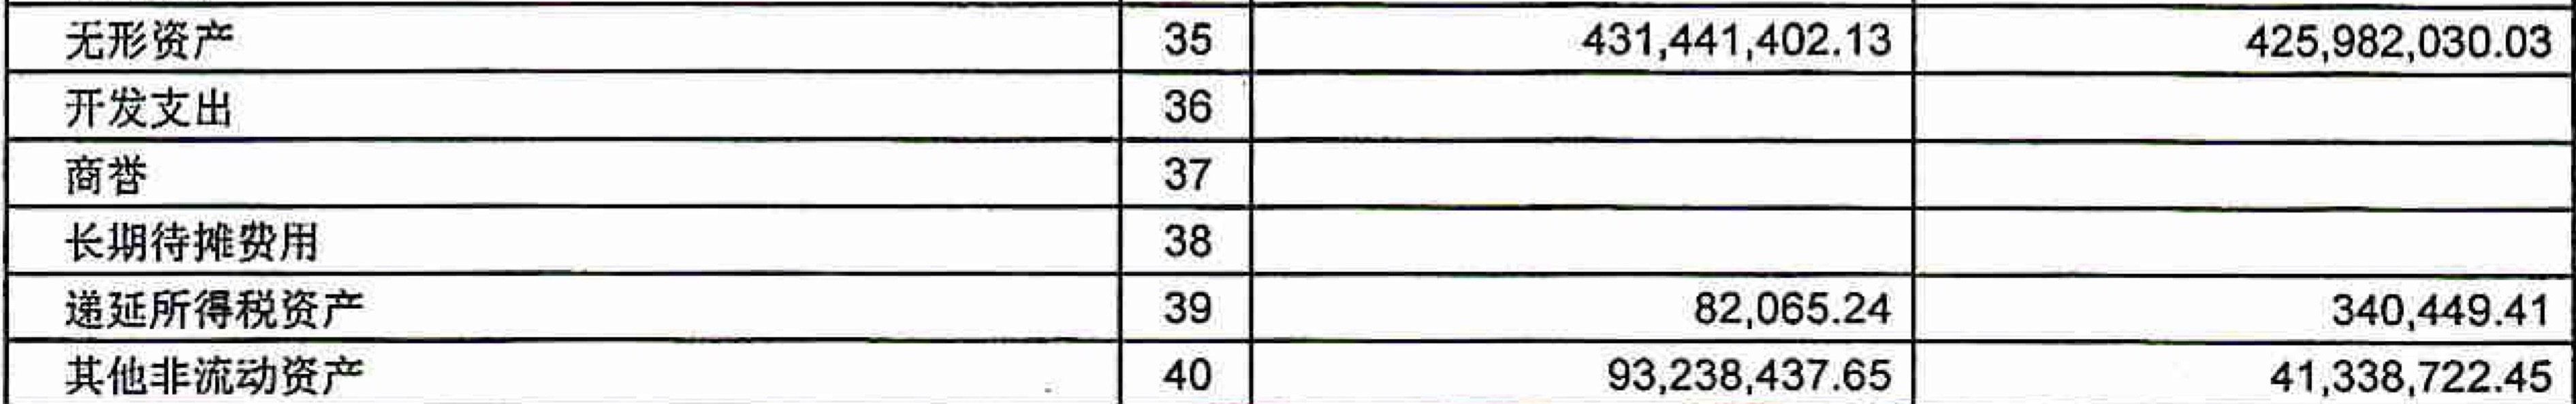 无形资产 35 431,441,402.13 425,982,030.03
开发支出 36
商誉 37
长期待摊费用 38
递延所得税资产 39 82,065.24 340,449.41
其他非流动资产 40 93,238,437.65 41,338,722.45